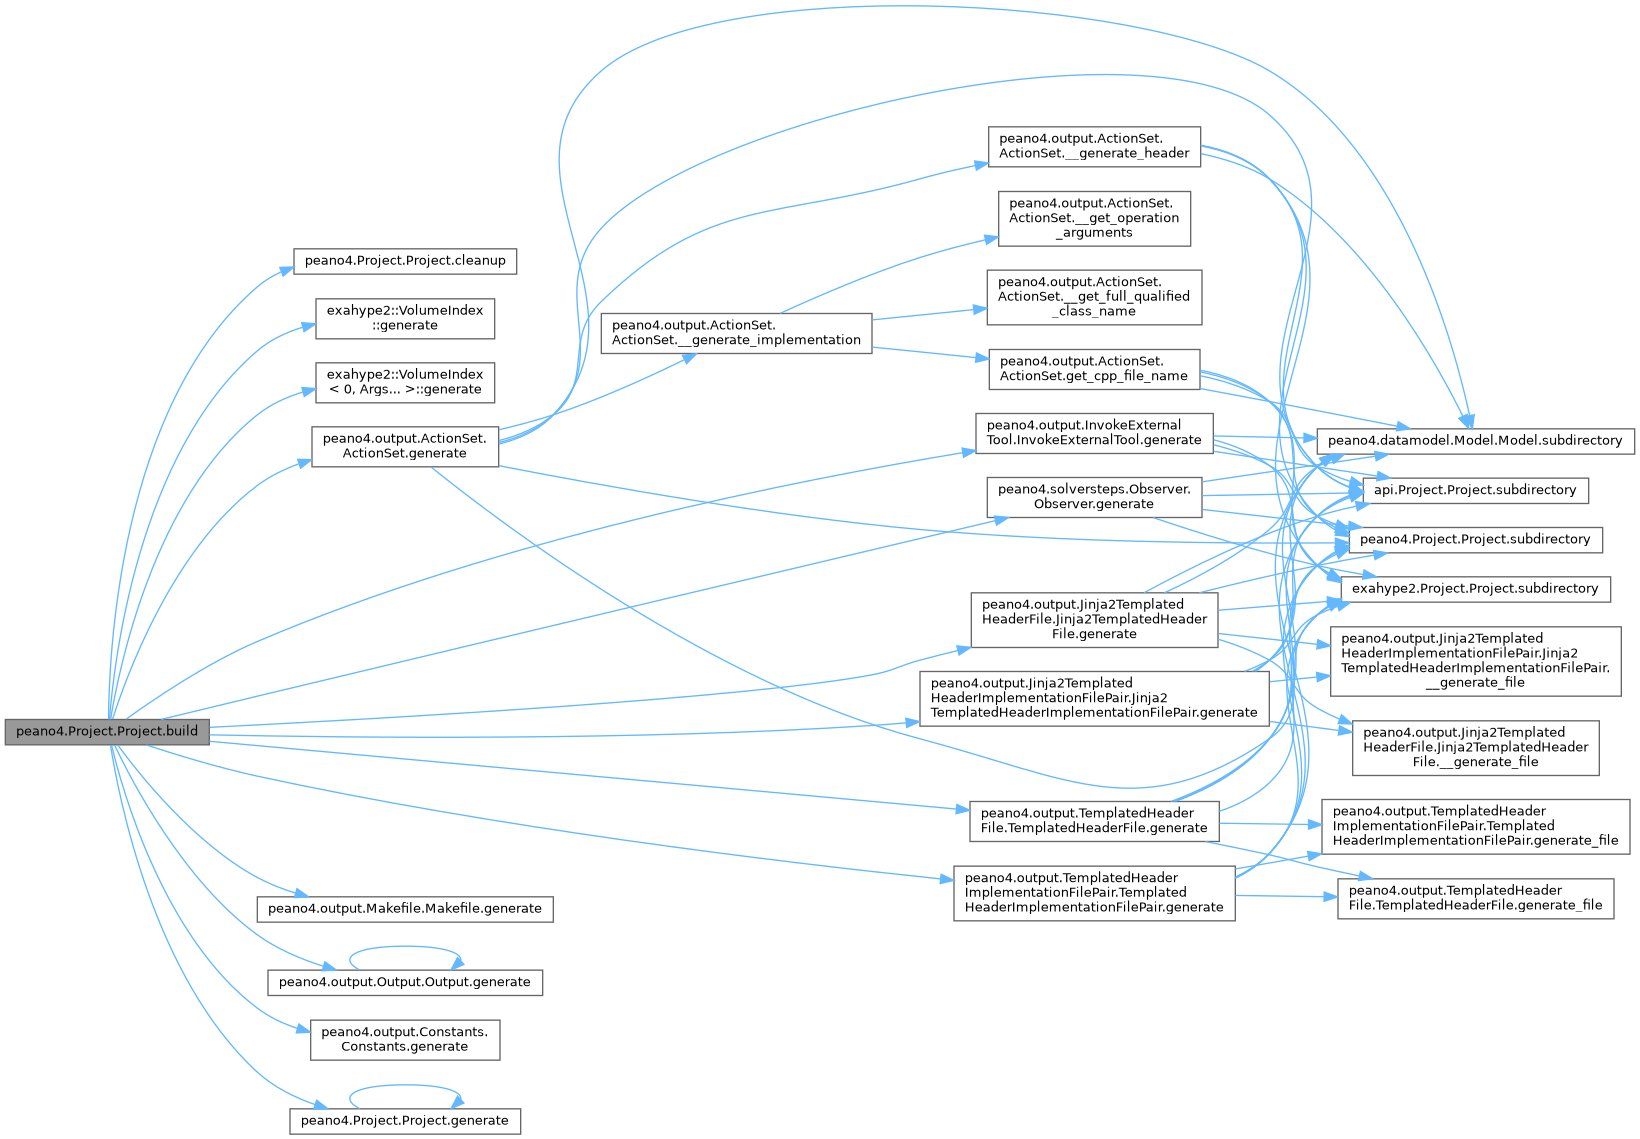 peano4.Project.Project.build
peano4.Project.Project.cleanup
exahype2::VolumeIndex
::generate
exahype2::VolumeIndex
< 0, Args... >::generate
peano4.output.ActionSet.
ActionSet.generate
peano4.output.Makefile.Makefile.generate
peano4.output.Output.Output.generate
peano4.output.Constants.
Constants.generate
peano4.Project.Project.generate
peano4.output.ActionSet.
ActionSet.__generate_implementation
peano4.output.ActionSet.
ActionSet.__generate_header
peano4.output.ActionSet.
ActionSet.__get_operation
_arguments
peano4.output.ActionSet.
ActionSet.__get_full_qualified
_class_name
peano4.output.ActionSet.
ActionSet.get_cpp_file_name
peano4.output.InvokeExternal
Tool.InvokeExternalTool.generate
peano4.solversteps.Observer.
Observer.generate
peano4.output.Jinja2Templated
HeaderFile.Jinja2TemplatedHeader
File.generate
peano4.output.Jinja2Templated
HeaderImplementationFilePair.Jinja2
TemplatedHeaderImplementationFilePair.generate
peano4.output.TemplatedHeader
File.TemplatedHeaderFile.generate
peano4.output.TemplatedHeader
ImplementationFilePair.Templated
HeaderImplementationFilePair.generate
peano4.datamodel.Model.Model.subdirectory
api.Project.Project.subdirectory
peano4.Project.Project.subdirectory
exahype2.Project.Project.subdirectory
peano4.output.Jinja2Templated
HeaderImplementationFilePair.Jinja2
TemplatedHeaderImplementationFilePair.
__generate_file
peano4.output.Jinja2Templated
HeaderFile.Jinja2TemplatedHeader
File.__generate_file
peano4.output.TemplatedHeader
ImplementationFilePair.Templated
HeaderImplementationFilePair.generate_file
peano4.output.TemplatedHeader
File.TemplatedHeaderFile.generate_file